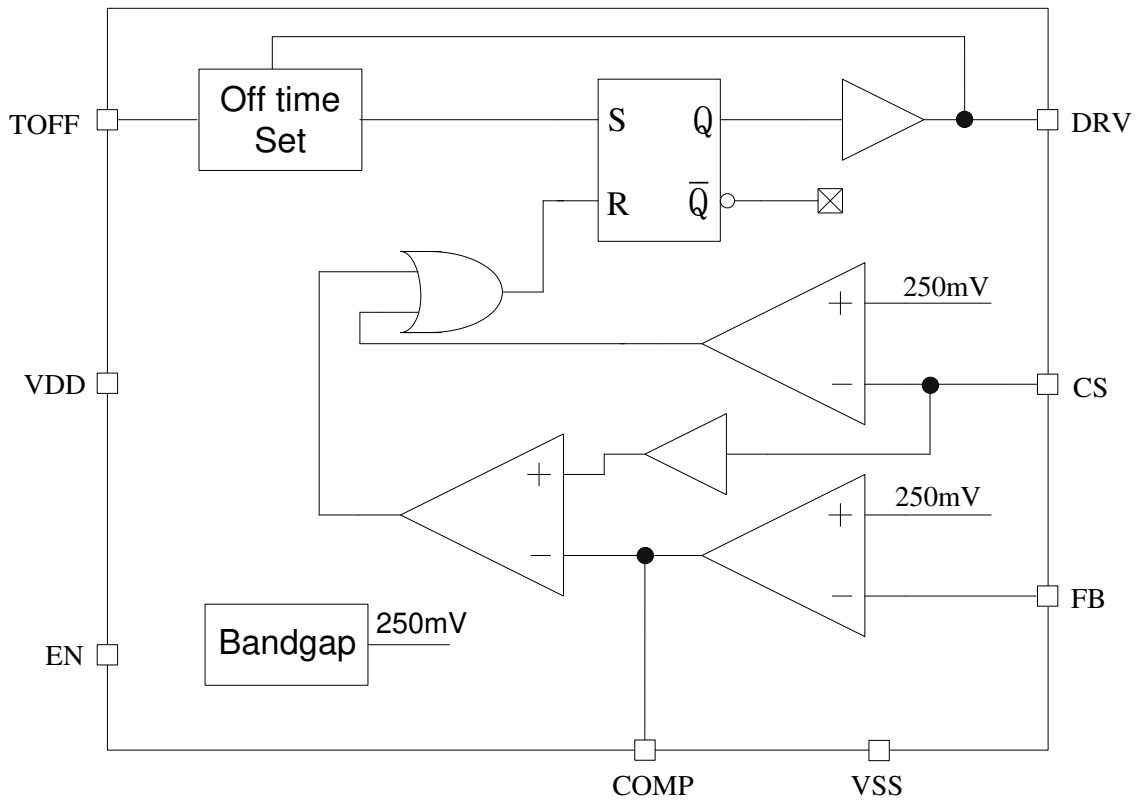 TOFF
Off time
Set
S
Q
R
Q̅
DRV
+
250mV
−
VDD
CS
+
−
+
250mV
−
FB
EN
Bandgap
250mV
COMP
VSS